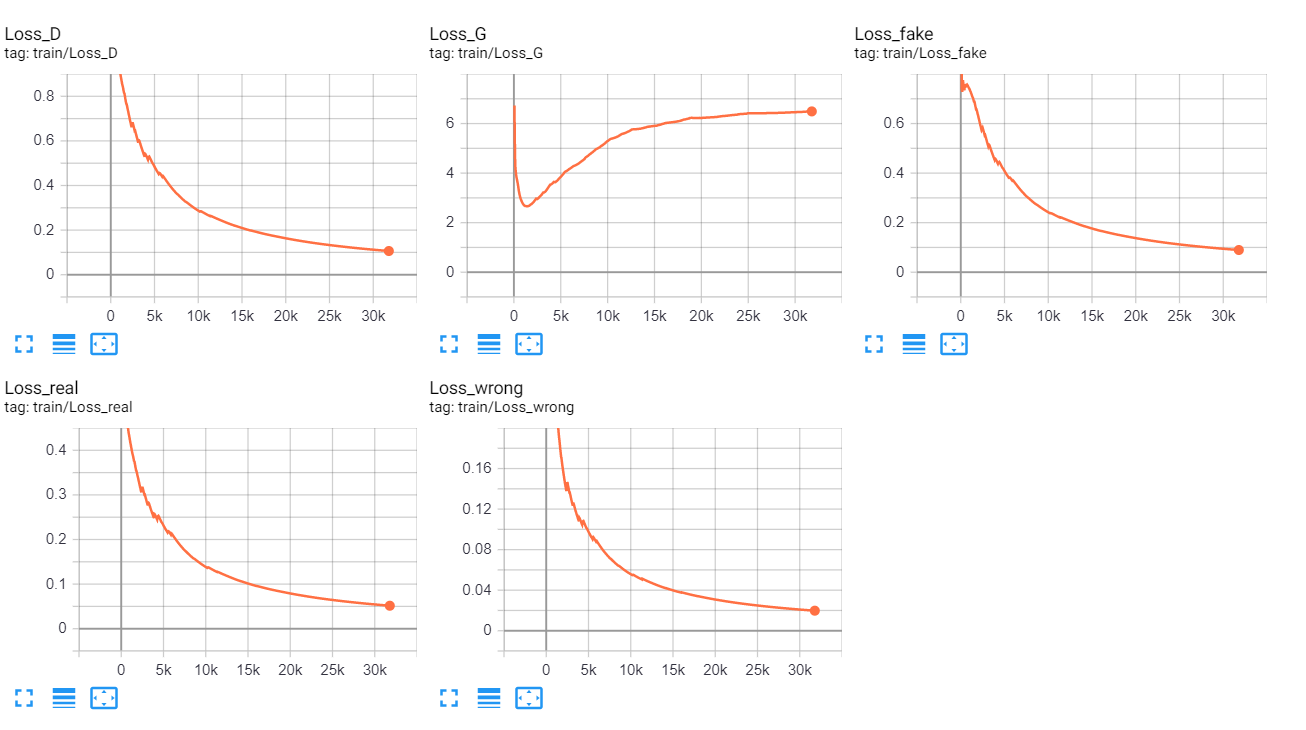 Loss_D
tag: train/Loss_D
0.8
0.6
0.4
0.2
0
0 5k 10k 15k 20k 25k 30k
Loss_G
tag: train/Loss_G
6
4
2
0
0 5k 10k 15k 20k 25k 30k
Loss_fake
tag: train/Loss_fake
0.6
0.4
0.2
0
0 5k 10k 15k 20k 25k 30k
Loss_real
tag: train/Loss_real
0.4
0.3
0.2
0.1
0
0 5k 10k 15k 20k 25k 30k
Loss_wrong
tag: train/Loss_wrong
0.16
0.12
0.08
0.04
0
0 5k 10k 15k 20k 25k 30k